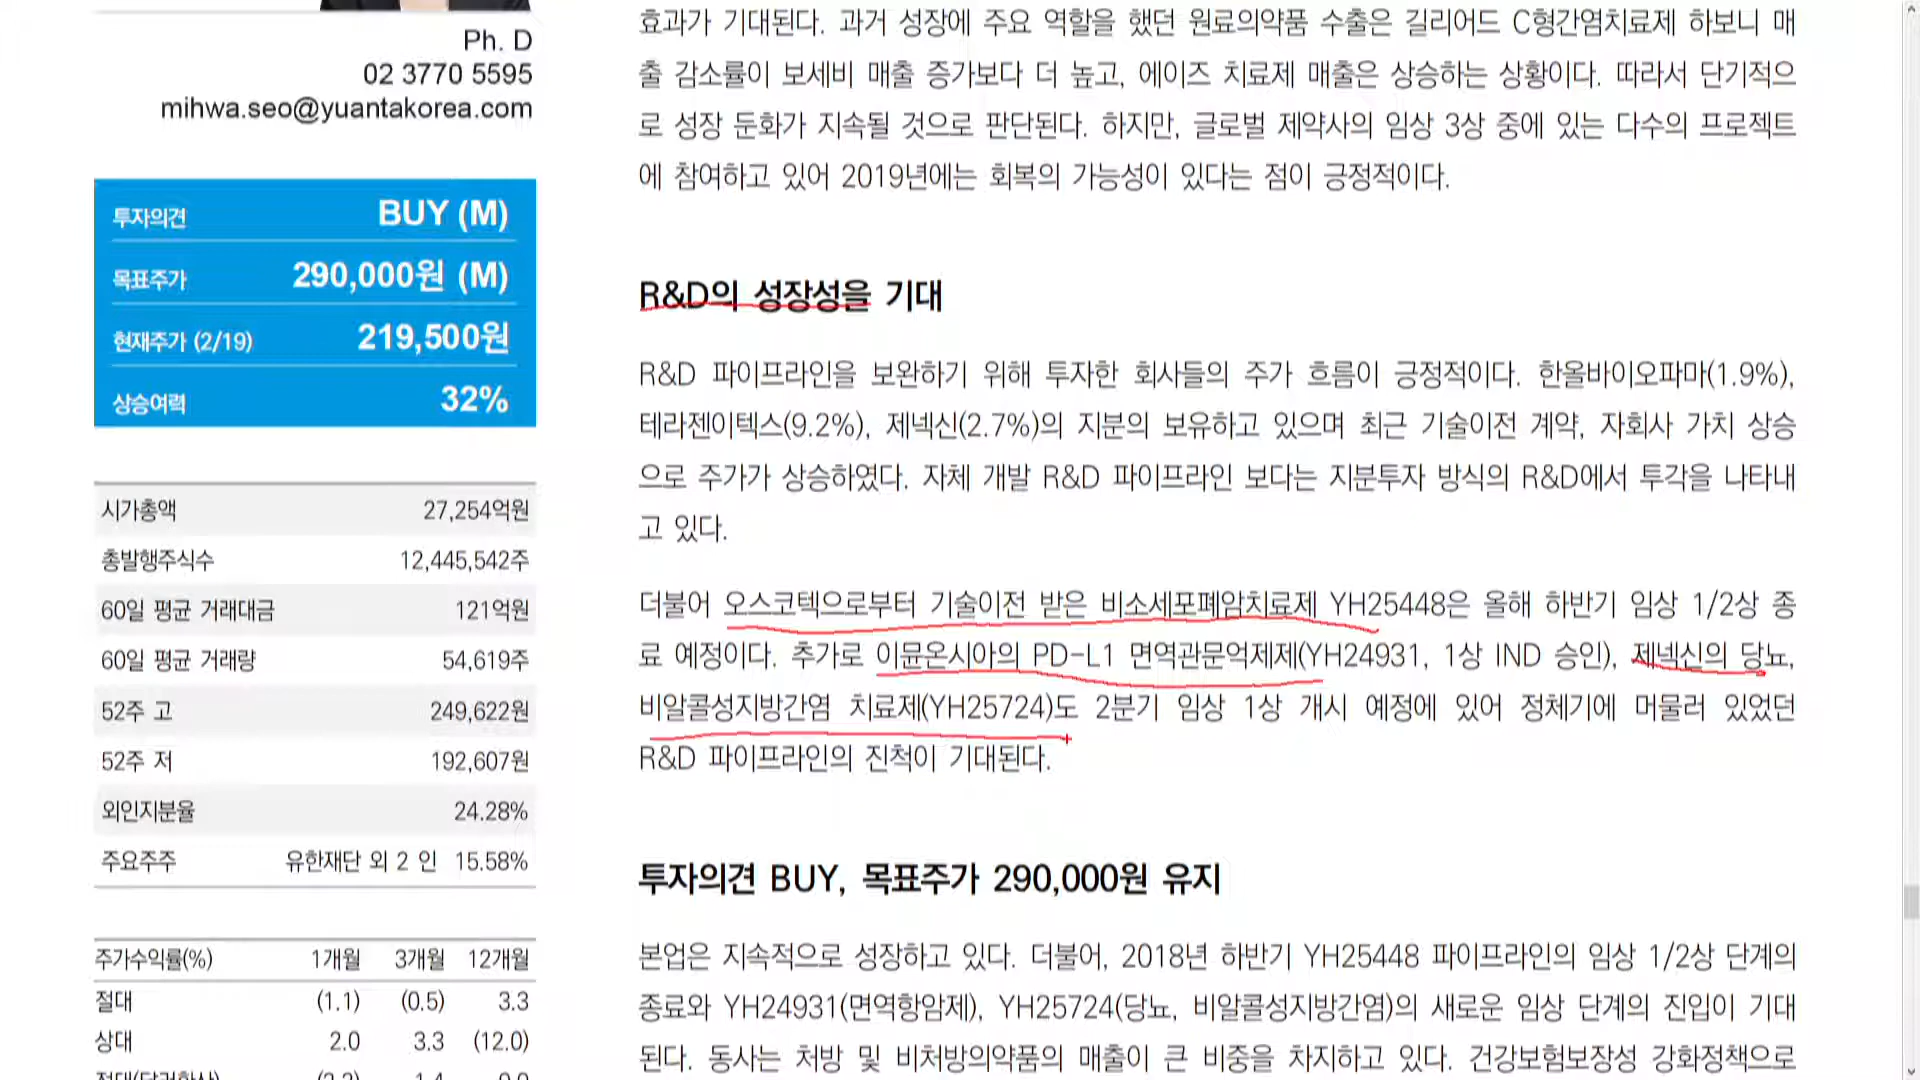 Ph. D
02 3770 5595
mihwa.seo@yuantakorea.com
투자의견 BUY (M)
목표주가 290,000원 (M)
현재주가 (2/19) 219,500원
상승여력 32%
시가총액 27,254억원
총발행주식수 12,445,542주
60일 평균 거래대금 121억원
60일 평균 거래량 54,619주
52주 고 249,622원
52주 저 192,607원
외인지분율 24.28%
주요주주 유한재단 외 2 인 15.58%
주가수익률(%) 1개월 3개월 12개월
절대 (1.1) (0.5) 3.3
상대 2.0 3.3 (12.0)
효과가 기대된다. 과거 성장에 주요 역할을 했던 원료의약품 수출은 길리어드 C형간염치료제 하보니 매
출 감소률이 보세비 매출 증가보다 더 높고, 에이즈 치료제 매출은 상승하는 상황이다. 따라서 단기적으
로 성장 둔화가 지속될 것으로 판단된다. 하지만, 글로벌 제약사의 임상 3상 중에 있는 다수의 프로젝트
에 참여하고 있어 2019년에는 회복의 가능성이 있다는 점이 긍정적이다.
R&D의 성장성을 기대
R&D 파이프라인을 보완하기 위해 투자한 회사들의 주가 흐름이 긍정적이다. 한올바이오파마(1.9%),
테라젠이텍스(9.2%), 제넥신(2.7%)의 지분의 보유하고 있으며 최근 기술이전 계약, 자회사 가치 상승
으로 주가가 상승하였다. 자체 개발 R&D 파이프라인 보다는 지분투자 방식의 R&D에서 투각을 나타내
고 있다.
더불어 오스코텍으로부터 기술이전 받은 비소세포폐암치료제 YH25448은 올해 하반기 임상 1/2상 종
료 예정이다. 추가로 이뮨온시아의 PD-L1 면역관문억제제(YH24931, 1상 IND 승인), 제넥신의 당뇨,
비알콜성지방간염 치료제(YH25724)도 2분기 임상 1상 개시 예정에 있어 정체기에 머물러 있었던
R&D 파이프라인의 진척이 기대된다.
투자의견 BUY, 목표주가 290,000원 유지
본업은 지속적으로 성장하고 있다. 더불어, 2018년 하반기 YH25448 파이프라인의 임상 1/2상 단계의
종료와 YH24931(면역항암제), YH25724(당뇨, 비알콜성지방간염)의 새로운 임상 단계의 진입이 기대
된다. 동사는 처방 및 비처방의약품의 매출이 큰 비중을 차지하고 있다. 건강보험보장성 강화정책으로